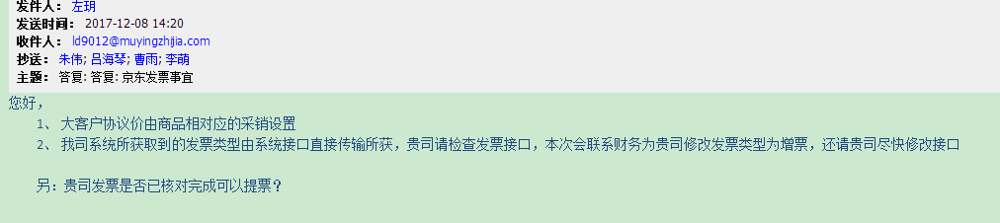 发件人： 左玥
发送时间： 2017-12-08 14:20
收件人： ld9012@muyingzhijia.com
抄送： 朱伟; 吕海琴; 曹雨; 李萌
主题： 答复: 答复: 京东发票事宜
您好，
1、 大客户协议价由商品相对应的采销设置
2、 我司系统所获取到的发票类型由系统接口直接传输所获，贵司请检查发票接口，本次会联系财务为贵司修改发票类型为增票，还请贵司尽快修改接口
另：贵司发票是否已核对完成可以提票？